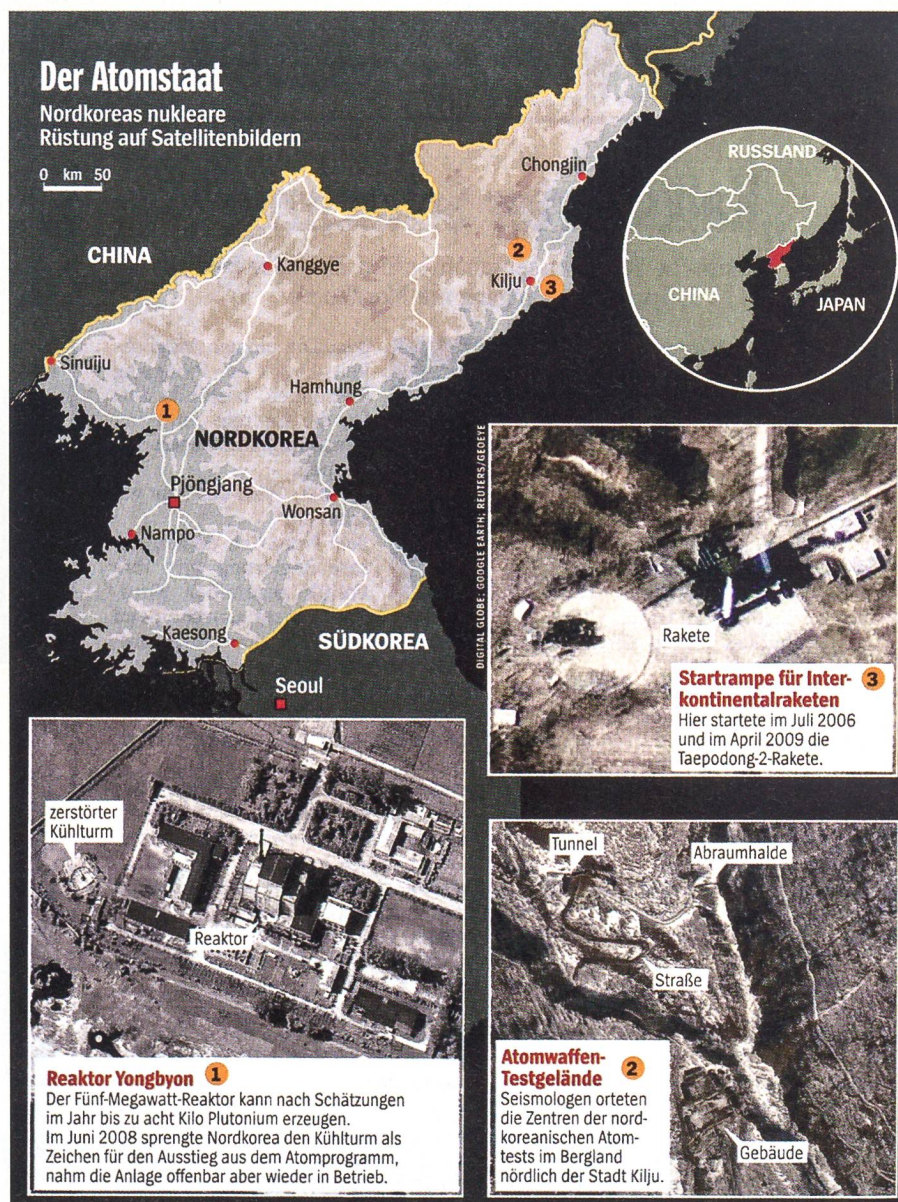 Der Atomstaat
Nordkoreas nukleare
Rüstung auf Satellitenbildern
0 km 50
CHINA
Kanggye
Chongjin
2
Kilju
3
Sinuiju
Hamhung
1
NORDKOREA
Pjöngjang
Wonsan
Nampo
Kaesong
SÜDKOREA
Seoul
RUSSLAND
CHINA
JAPAN
DIGITAL GLOBE; GOOGLE EARTH; REUTERS/GEOEYE
Rakete
Startrampe für Inter- 3
kontinentalraketen
Hier startete im Juli 2006
und im April 2009 die
Taepodong-2-Rakete.
zerstörter
Kühlturm
Reaktor
Reaktor Yongbyon 1
Der Fünf-Megawatt-Reaktor kann nach Schätzungen
im Jahr bis zu acht Kilo Plutonium erzeugen.
Im Juni 2008 sprengte Nordkorea den Kühlturm als
Zeichen für den Ausstieg aus dem Atomprogramm,
nahm die Anlage offenbar aber wieder in Betrieb.
Tunnel
Abraumhalde
Straße
Atomwaffen-
Testgelände 2
Seismologen orteten
die Zentren der nord-
koreanischen Atom-
tests im Bergland
nördlich der Stadt Kilju.
Gebäude